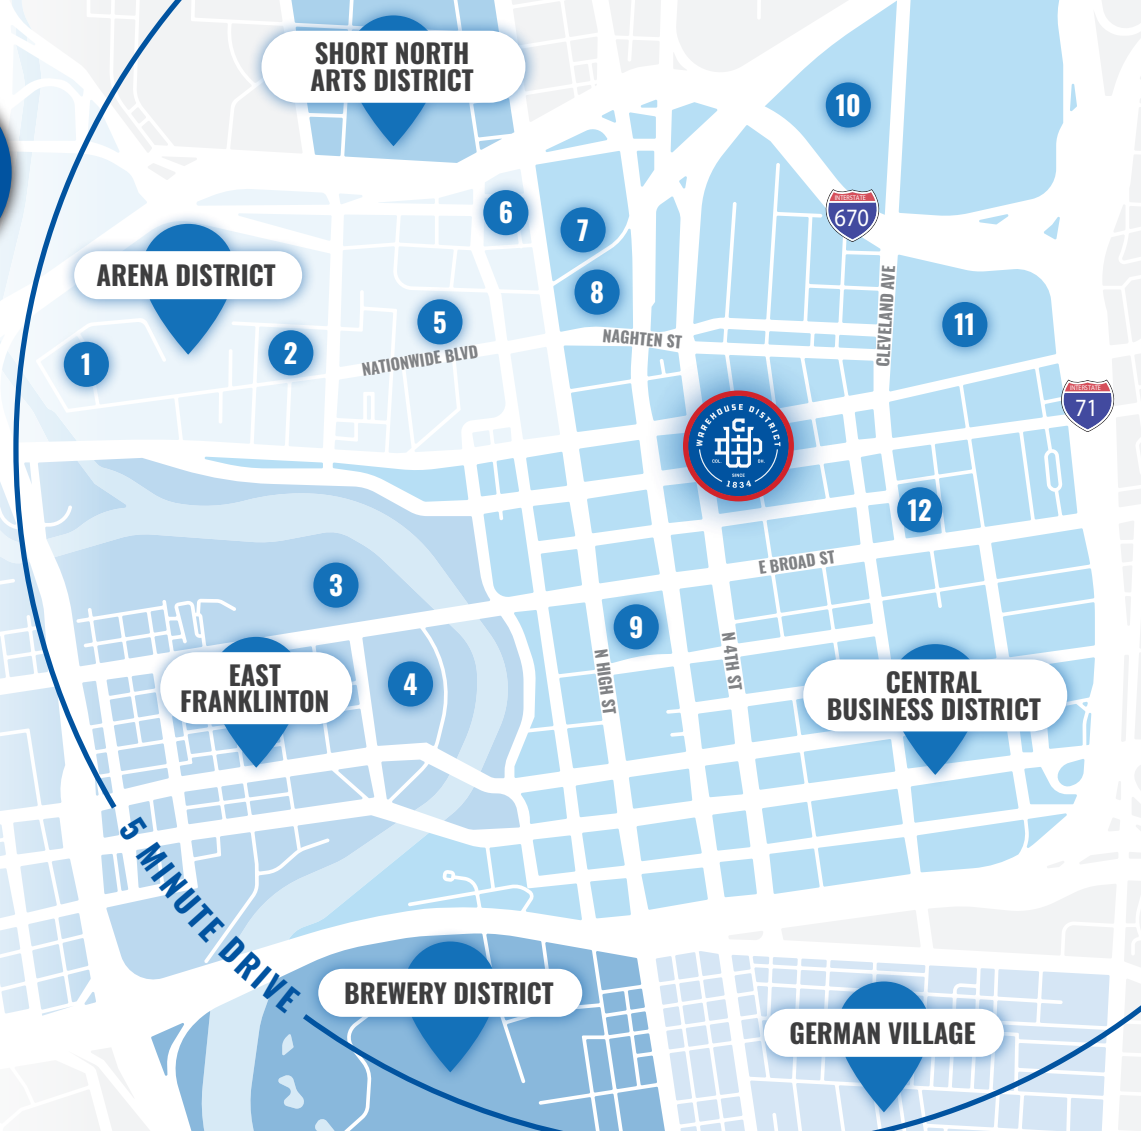 SHORT NORTH
ARTS DISTRICT
10
6
7
INTERSTATE
670
ARENA DISTRICT
8
5
11
1
2
NATIONWIDE BLVD
NAGHTEN ST
CLEVELAND AVE
INTERSTATE
71
WAREHOUSE DISTRICT
COL.
OH.
SINCE
1834
12
E BROAD ST
3
9
N HIGH ST
N 4TH ST
EAST
FRANKLINTON
4
CENTRAL
BUSINESS DISTRICT
5 MINUTE DRIVE
BREWERY DISTRICT
GERMAN VILLAGE